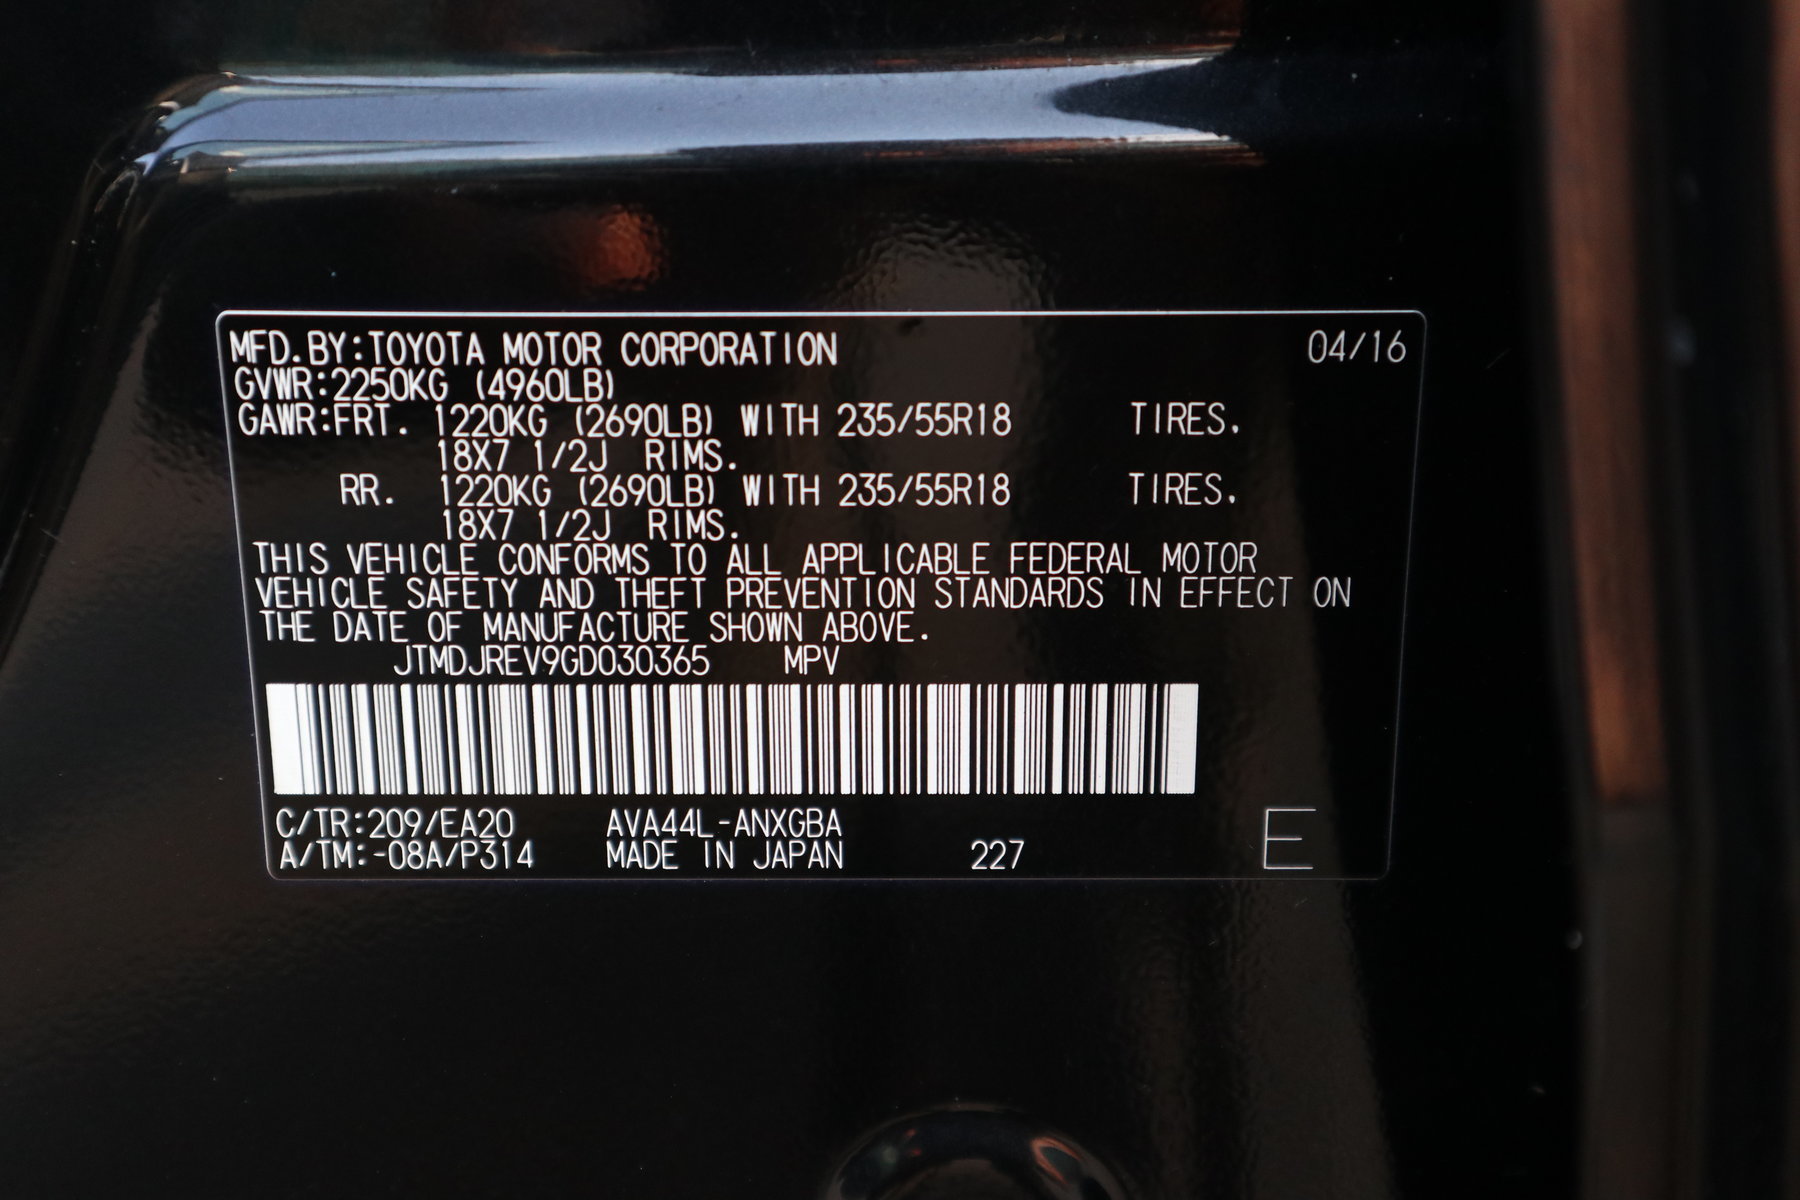 MFD.BY:TOYOTA MOTOR CORPORATION 04/16
GVWR:2250KG (4960LB)
GAWR:FRT. 1220KG (2690LB) WITH 235/55R18 TIRES.
18X7 1/2J RIMS.
RR. 1220KG (2690LB) WITH 235/55R18 TIRES.
18X7 1/2J RIMS.
THIS VEHICLE CONFORMS TO ALL APPLICABLE FEDERAL MOTOR
VEHICLE SAFETY AND THEFT PREVENTION STANDARDS IN EFFECT ON
THE DATE OF MANUFACTURE SHOWN ABOVE.
JTMDJREV9GD030365 MPV
C/TR:209/EA20 AVA44L-ANXGBA
A/TM:-08A/P314 MADE IN JAPAN 227 E